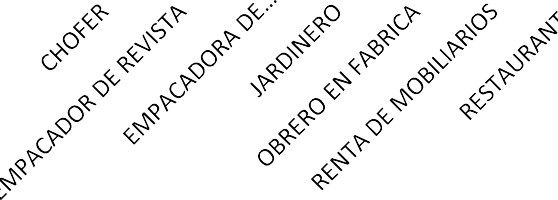 CHOFER
EMPACADOR DE REVISTA
EMPACADORA DE...
JARDINERO
OBRERO EN FABRICA
RENTA DE MOBILIARIOS
RESTAURANT